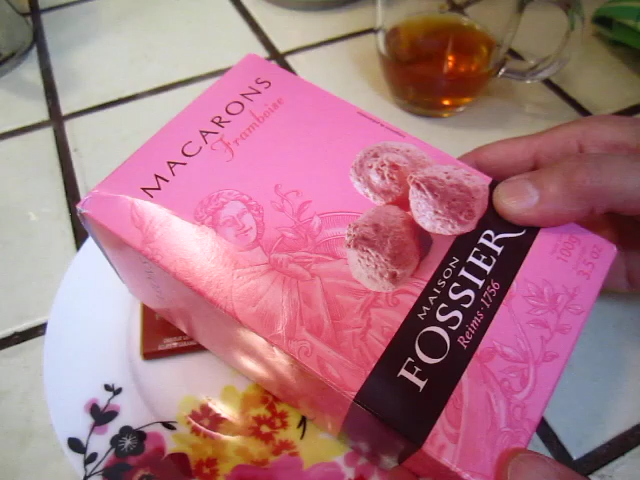 MACARONS
Framboise
MAISON
FOSSIER
Reims·1756
100g
3.5 oz